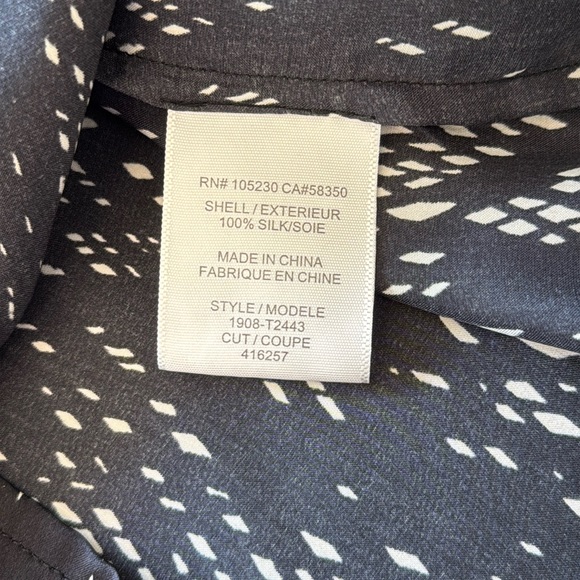 RN# 105230 CA#58350
SHELL / EXTERIEUR
100% SILK/SOIE
MADE IN CHINA
FABRIQUE EN CHINE
STYLE / MODELE
1908-T2443
CUT / COUPE
416257